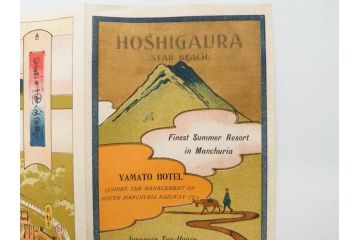 HOSHIGAURA
(STAR BEACH)
Finest Summer Resort
in Manchuria
YAMATO HOTEL
(UNDER THE MANAGEMENT OF
SOUTH MANCHURIA RAILWAY CO.)
Japanese Tea-House